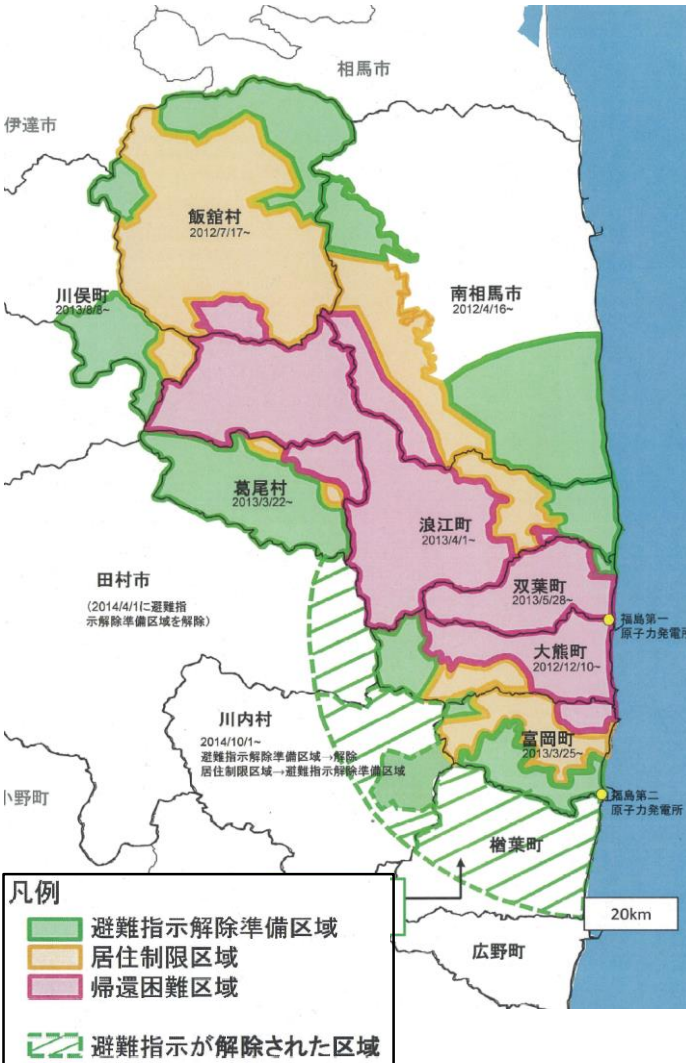 相馬市
伊達市
飯舘村
2012/7/17~
川俣町
2013/8/8~
南相馬市
2012/4/16~
葛尾村
2013/3/22~
浪江町
2013/4/1~
田村市
(2014/4/1に避難指
示解除準備区域を解除)
双葉町
2013/5/28~
福島第一
原子力発電所
大熊町
2012/12/10~
川内村
2014/10/1~
避難指示解除準備区域→解除
居住制限区域→避難指示解除準備区域
富岡町
2013/3/25~
小野町
福島第二
原子力発電所
楢葉町
20km
広野町
凡例
避難指示解除準備区域
居住制限区域
帰還困難区域
避難指示が解除された区域